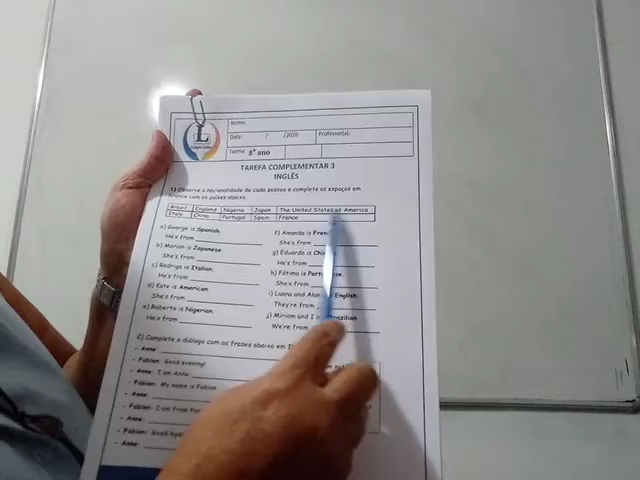 L
Nome:
Data: / /2020 Professor(a):
Turma: 3° ano
TAREFA COMPLEMENTAR 3
INGLÊS
1) Observe a nacionalidade de cada pessoa e complete os espaços em
branco com os países abaixo.
Brazil England Nigeria Japan The United States of America
Italy China Portugal Spain France
a) George is Spanish.
He's from
b) Marian is Japanese
She's from
c) Rodrigo is Italian.
He's from
d) Kate is American.
She's from
e) Roberto is Nigerian.
He's from
f) Amanda is
She's from
g) Eduardo is
He's from
h) Fátima is
She's from
i) Luana and English
They're from
j) Miriam and I
We're from
2) Complete o diálogo com as frases abaixo em
- Anne:
- Fabian: Good evening!
- Anne: I am Anne
- Fabian: My name is Fabian
- Anne:
- Fabian: I am from
- Anne:
- Fabian:
- Anne: